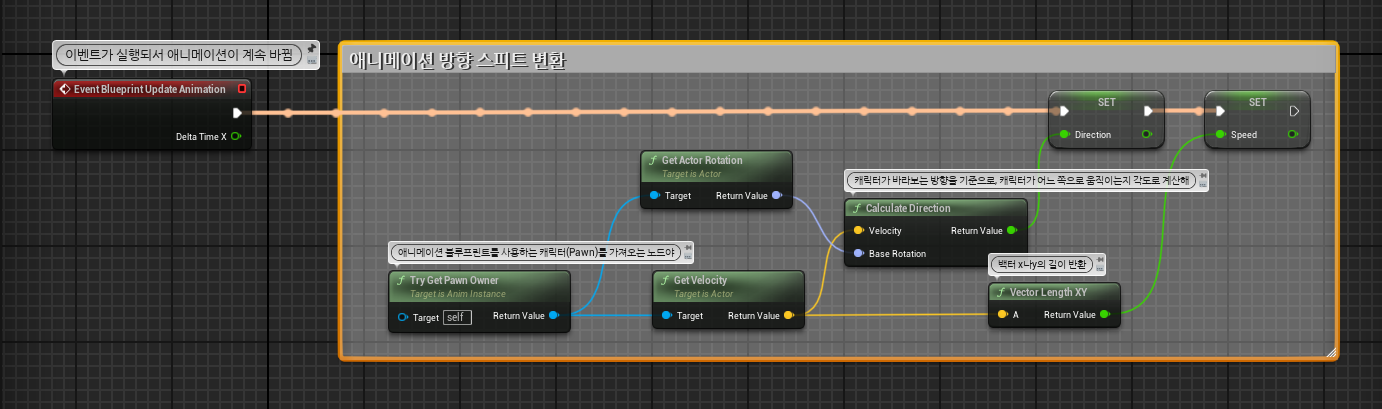 이벤트가 실행되서 애니메이션이 계속 바뀜
애니메이션 방향 스피트 변환
Event Blueprint Update Animation
Delta Time X
SET
Direction
SET
Speed
Get Actor Rotation
Target is Actor
Target
Return Value
캐릭터가 바라보는 방향을 기준으로, 캐릭터가 어느 쪽으로 움직이는지 각도로 계산해
Calculate Direction
Velocity
Return Value
Base Rotation
애니메이션 블루프린트를 사용하는 캐릭터(Pawn)를 가져오는 노드야
Try Get Pawn Owner
Target is Anim Instance
Target
self
Return Value
Get Velocity
Target is Actor
Target
Return Value
백터 x나y의 길이 반환
Vector Length XY
A
Return Value